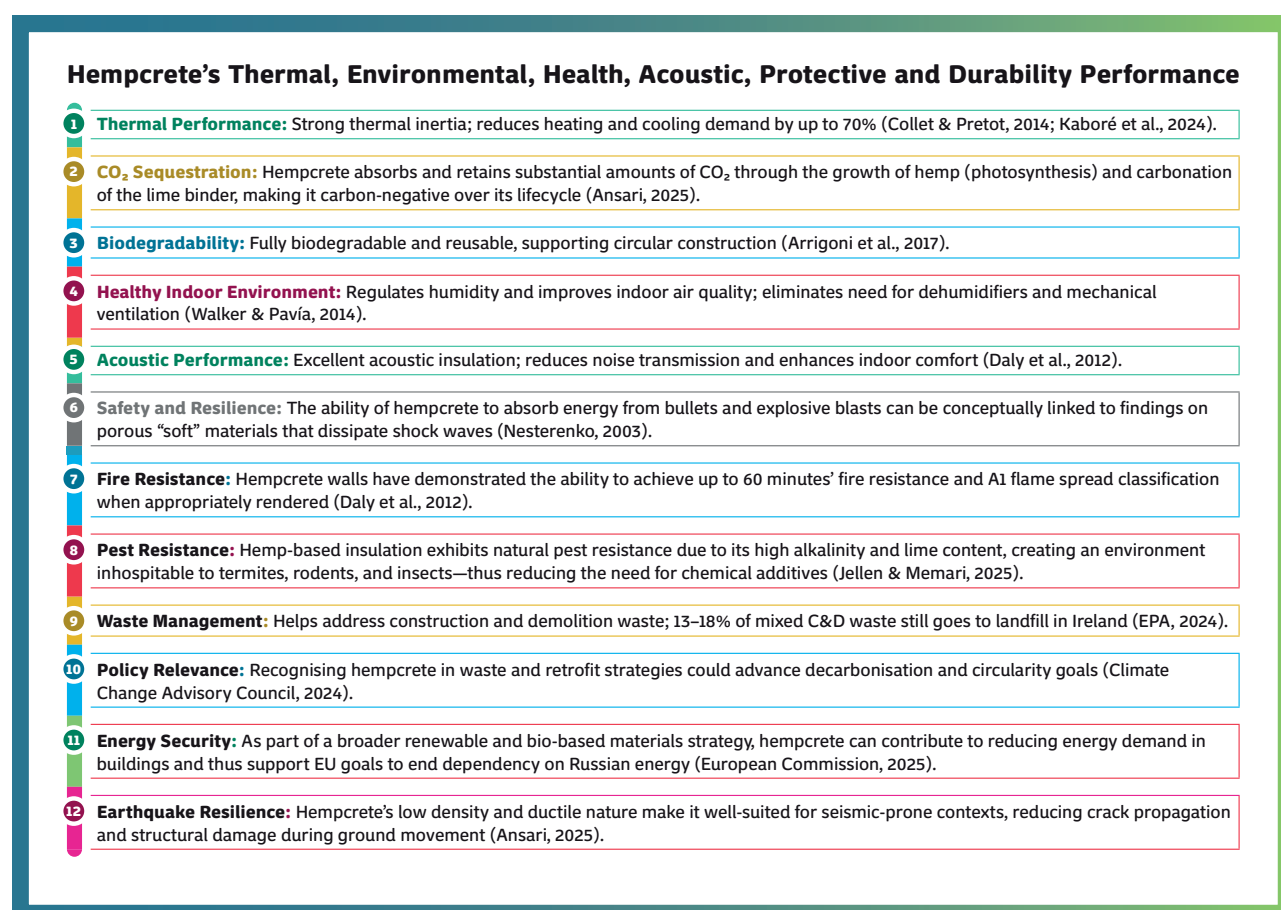 Hempcrete’s Thermal, Environmental, Health, Acoustic, Protective and Durability Performance
1 Thermal Performance: Strong thermal inertia; reduces heating and cooling demand by up to 70% (Collet & Pretot, 2014; Kaboré et al., 2024).
2 CO₂ Sequestration: Hempcrete absorbs and retains substantial amounts of CO₂ through the growth of hemp (photosynthesis) and carbonation
of the lime binder, making it carbon-negative over its lifecycle (Ansari, 2025).
3 Biodegradability: Fully biodegradable and reusable, supporting circular construction (Arrigoni et al., 2017).
4 Healthy Indoor Environment: Regulates humidity and improves indoor air quality; eliminates need for dehumidifiers and mechanical
ventilation (Walker & Pavía, 2014).
5 Acoustic Performance: Excellent acoustic insulation; reduces noise transmission and enhances indoor comfort (Daly et al., 2012).
6 Safety and Resilience: The ability of hempcrete to absorb energy from bullets and explosive blasts can be conceptually linked to findings on
porous “soft” materials that dissipate shock waves (Nesterenko, 2003).
7 Fire Resistance: Hempcrete walls have demonstrated the ability to achieve up to 60 minutes’ fire resistance and A1 flame spread classification
when appropriately rendered (Daly et al., 2012).
8 Pest Resistance: Hemp-based insulation exhibits natural pest resistance due to its high alkalinity and lime content, creating an environment
inhospitable to termites, rodents, and insects—thus reducing the need for chemical additives (Jellen & Memari, 2025).
9 Waste Management: Helps address construction and demolition waste; 13–18% of mixed C&D waste still goes to landfill in Ireland (EPA, 2024).
10 Policy Relevance: Recognising hempcrete in waste and retrofit strategies could advance decarbonisation and circularity goals (Climate
Change Advisory Council, 2024).
11 Energy Security: As part of a broader renewable and bio-based materials strategy, hempcrete can contribute to reducing energy demand in
buildings and thus support EU goals to end dependency on Russian energy (European Commission, 2025).
12 Earthquake Resilience: Hempcrete’s low density and ductile nature make it well-suited for seismic-prone contexts, reducing crack propagation
and structural damage during ground movement (Ansari, 2025).